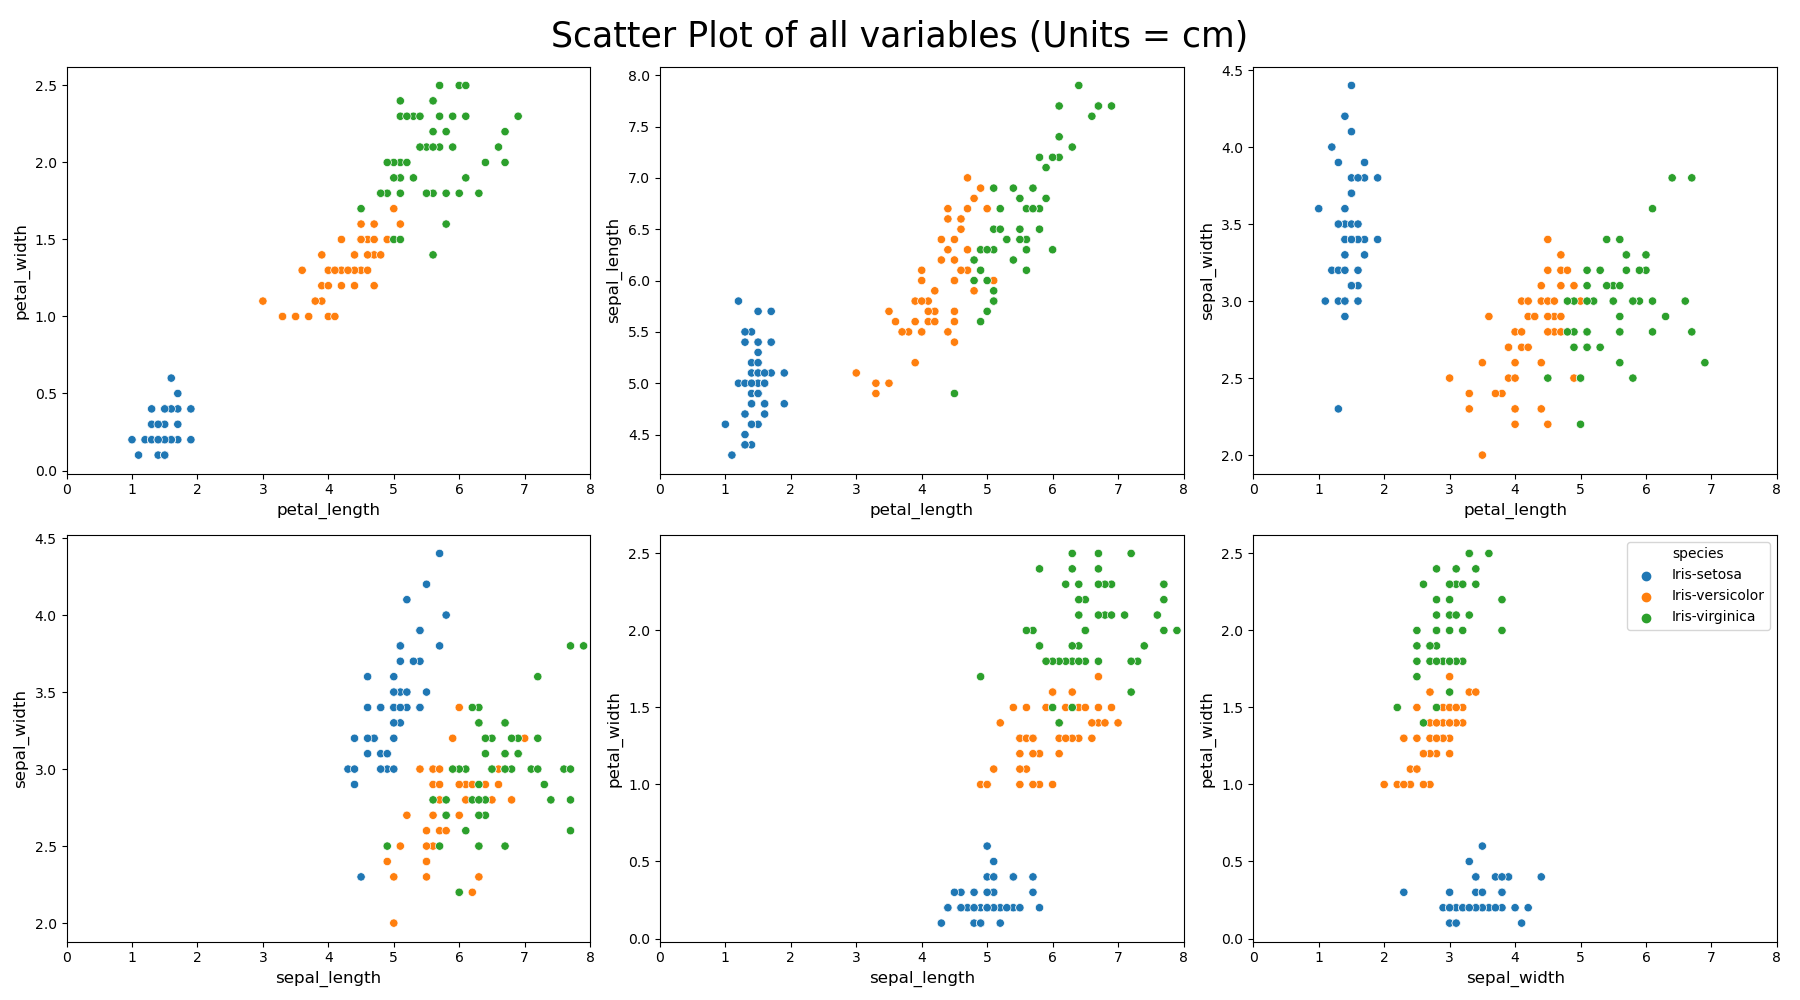 Scatter Plot of all variables (Units = cm)
petal_width
2.5
2.0
1.5
1.0
0.5
0.0
0 1 2 3 4 5 6 7 8
petal_length
sepal_length
8.0
7.5
7.0
6.5
6.0
5.5
5.0
4.5
0 1 2 3 4 5 6 7 8
petal_length
sepal_width
4.5
4.0
3.5
3.0
2.5
2.0
0 1 2 3 4 5 6 7 8
petal_length
sepal_width
4.5
4.0
3.5
3.0
2.5
2.0
0 1 2 3 4 5 6 7 8
sepal_length
petal_width
2.5
2.0
1.5
1.0
0.5
0.0
0 1 2 3 4 5 6 7 8
sepal_length
petal_width
2.5
2.0
1.5
1.0
0.5
0.0
0 1 2 3 4 5 6 7 8
sepal_width
species
Iris-setosa
Iris-versicolor
Iris-virginica